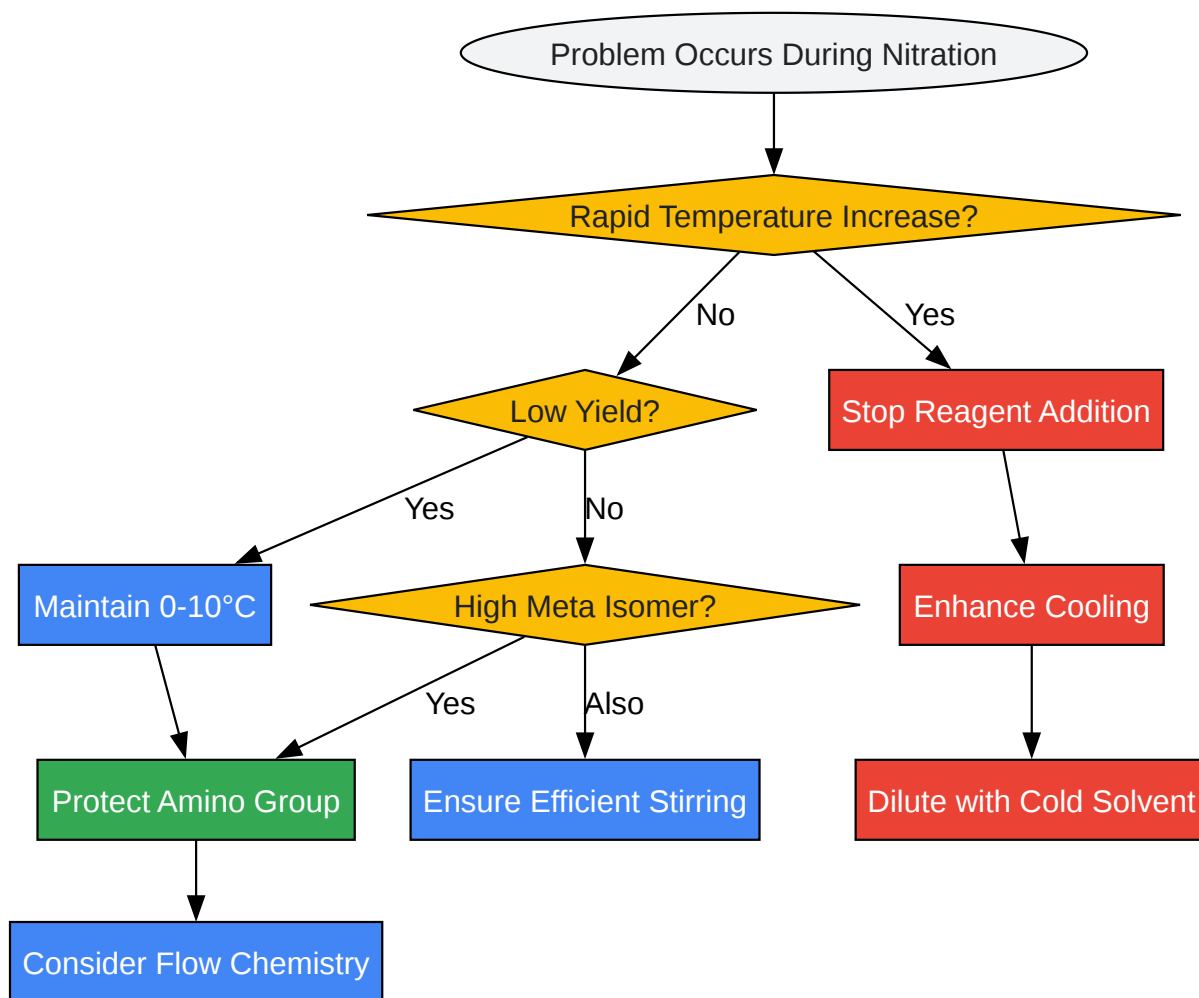 Problem Occurs During Nitration
Rapid Temperature Increase?
No
Yes
Low Yield?
Stop Reagent Addition
Yes
No
Maintain 0-10°C
High Meta Isomer?
Enhance Cooling
Yes
Also
Protect Amino Group
Ensure Efficient Stirring
Dilute with Cold Solvent
Consider Flow Chemistry